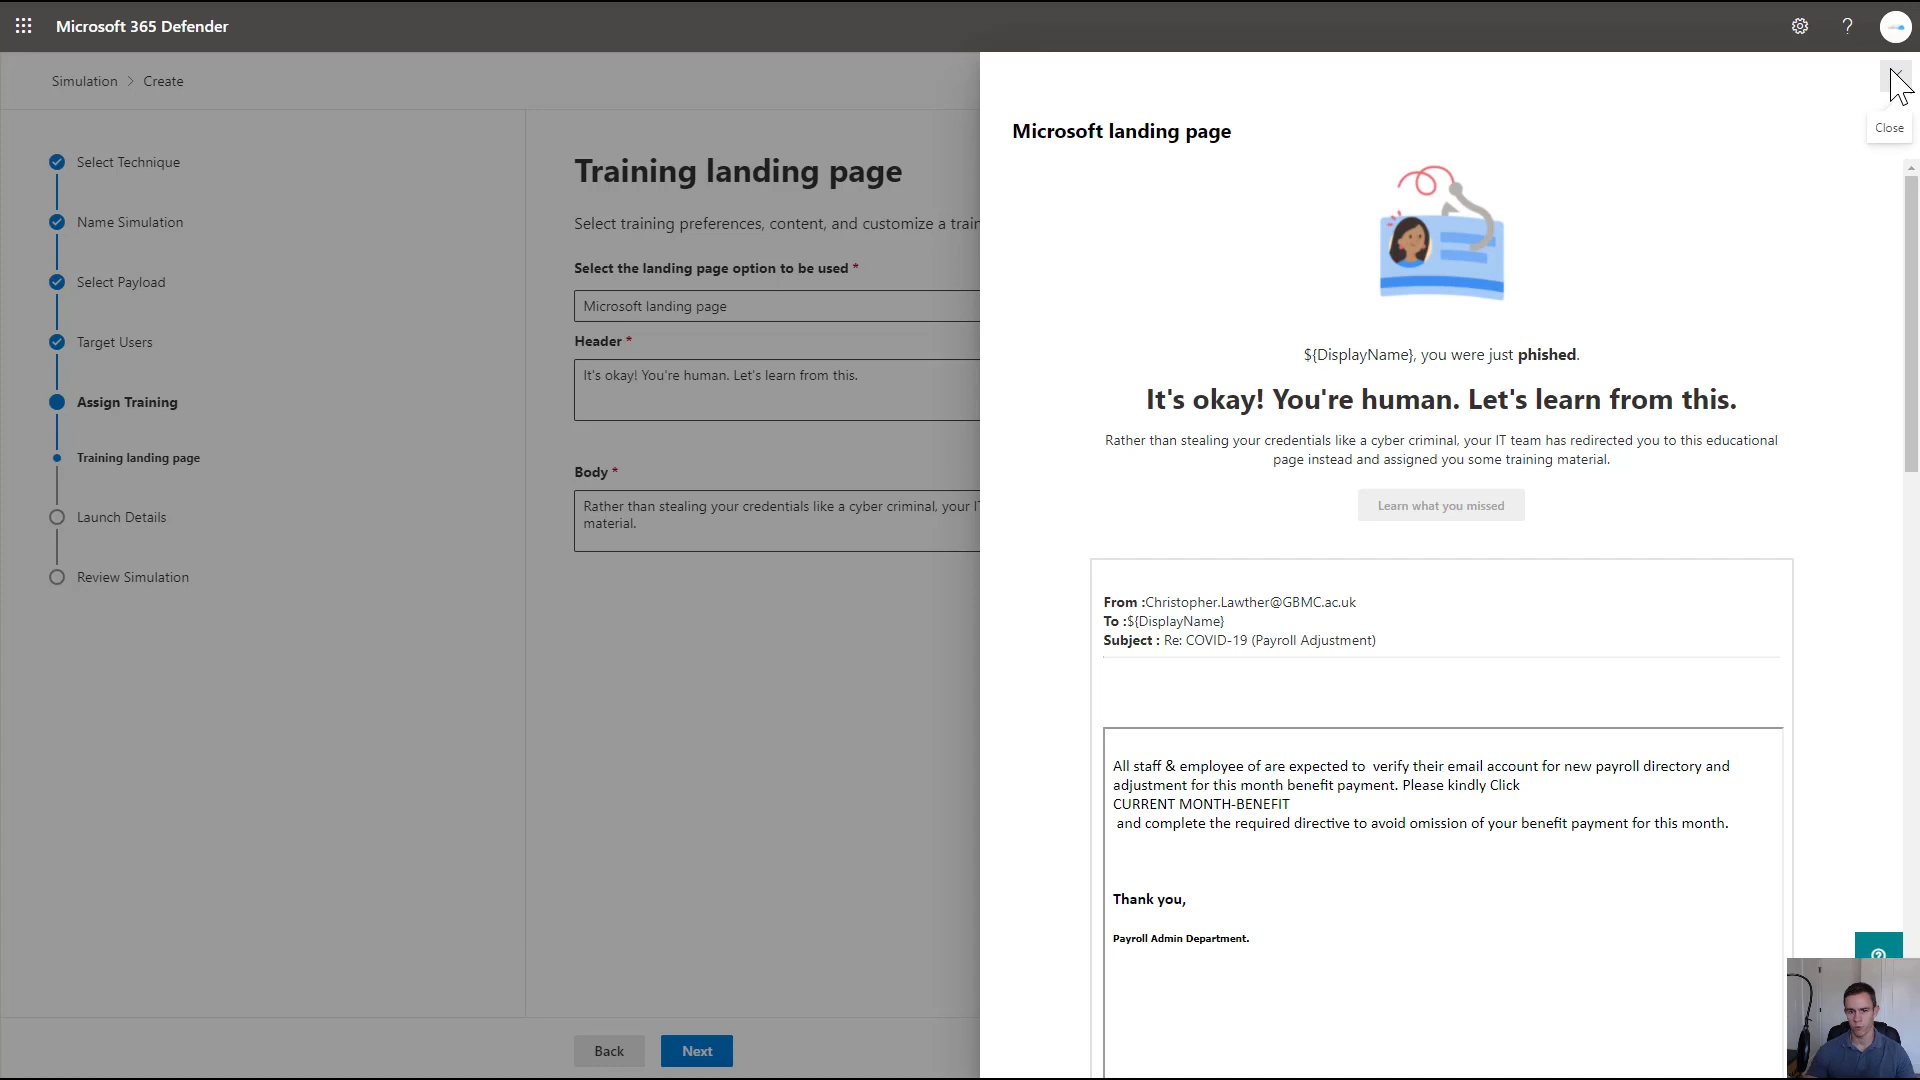 Microsoft 365 Defender
Simulation > Create
Select Technique
Name Simulation
Select Payload
Target Users
Assign Training
Training landing page
Launch Details
Review Simulation
Training landing page
Select training preferences, content, and customize a
Select the landing page option to be used *
Microsoft landing page
Header *
It's okay! You're human. Let's learn from this.
Body *
Rather than stealing your credentials like a cyber criminal, your
material.
Back
Next
Close
Microsoft landing page
${DisplayName}, you were just phished.
It's okay! You're human. Let's learn from this.
Rather than stealing your credentials like a cyber criminal, your IT team has redirected you to this educational
page instead and assigned you some training material.
Learn what you missed
From :Christopher.Lawther@GBMC.ac.uk
To :${DisplayName}
Subject : Re: COVID-19 (Payroll Adjustment)
All staff & employee of are expected to  verify their email account for new payroll directory and
adjustment for this month benefit payment. Please kindly Click
CURRENT MONTH-BENEFIT
and complete the required directive to avoid omission of your benefit payment for this month.
Thank you,
Payroll Admin Department.